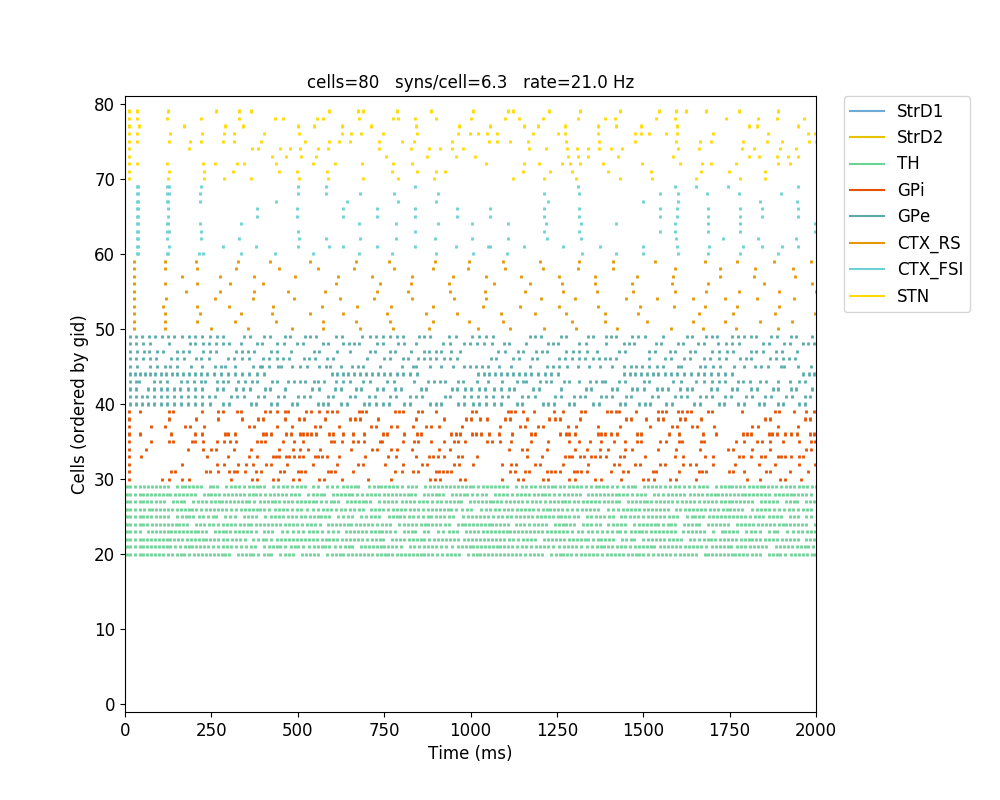 cells=80   syns/cell=6.3   rate=21.0 Hz
80
70
60
50
40
30
20
10
0
Cells (ordered by gid)
0 250 500 750 1000 1250 1500 1750 2000
Time (ms)
StrD1
StrD2
TH
GPi
GPe
CTX_RS
CTX_FSI
STN